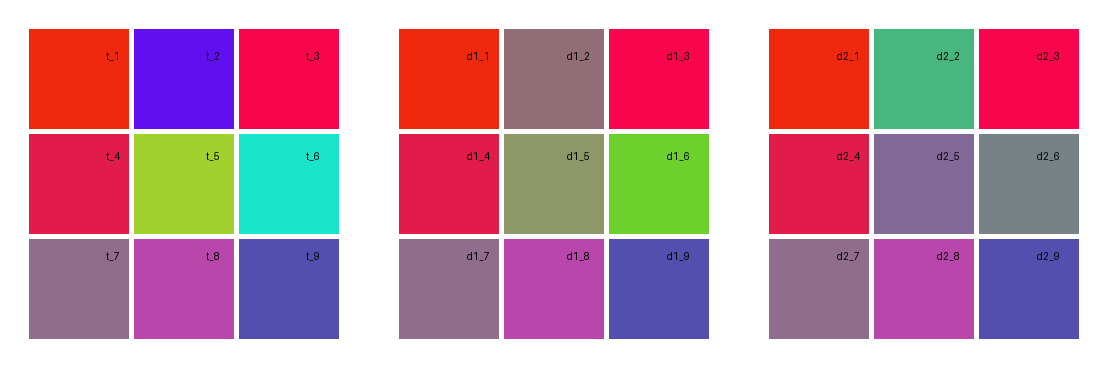 t_1 t_2 t_3 d1_1 d1_2 d1_3 d2_1 d2_2 d2_3
t_4 t_5 t_6 d1_4 d1_5 d1_6 d2_4 d2_5 d2_6
t_7 t_8 t_9 d1_7 d1_8 d1_9 d2_7 d2_8 d2_9